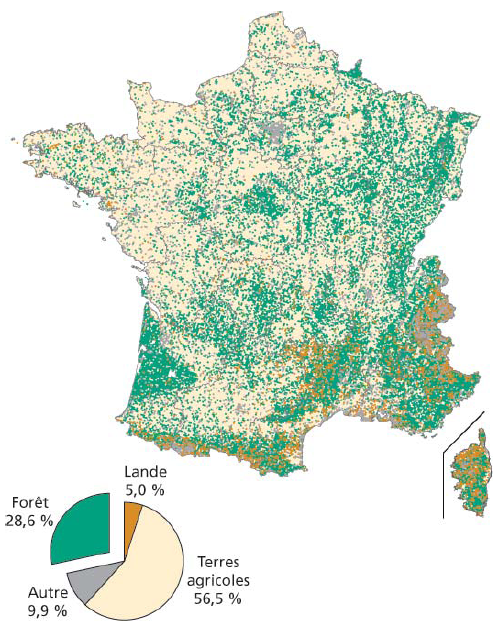 Lande
5,0 %
Forêt
28,6 %
Terres
agricoles
56,5 %
Autre
9,9 %